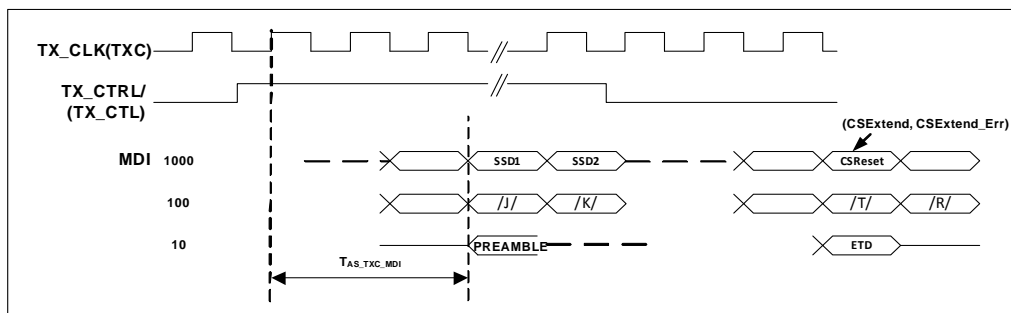 TX_CLK(TXC)
TX_CTRL/
(TX_CTL)
(CSExtend, CSExtend_Err)
MDI 1000 SSD1 SSD2 CSReset
100 /J/ /K/ /T/ /R/
10 PREAMBLE ETD
TAS_TXC_MDI